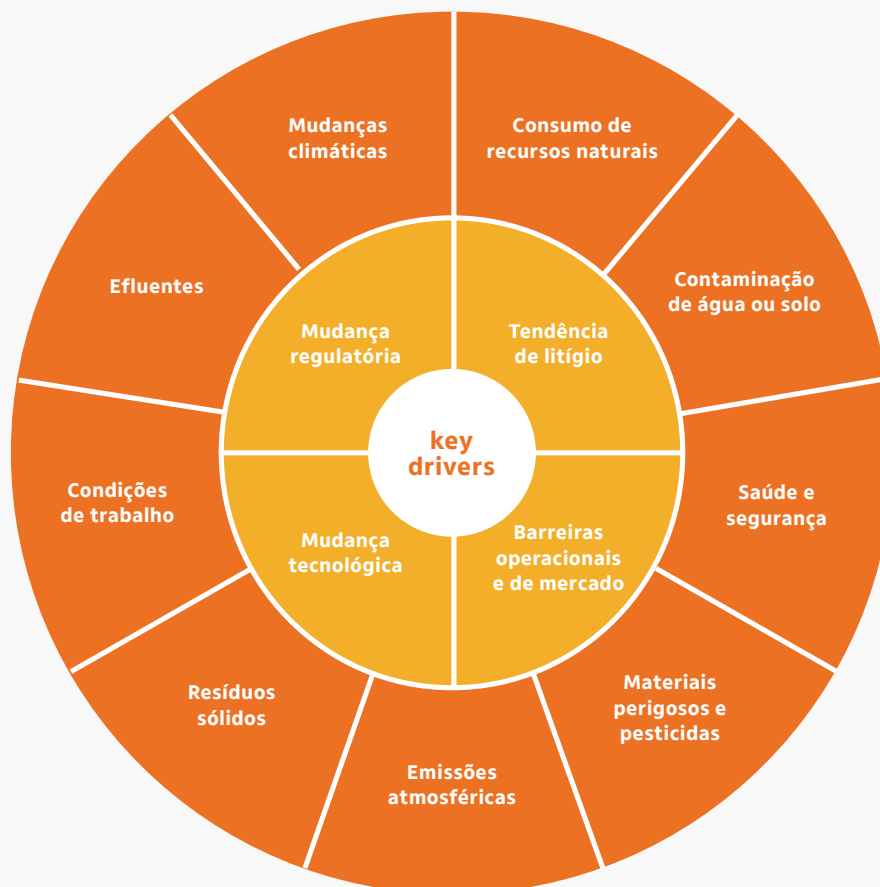 Mudanças
climáticas
Consumo de
recursos naturais
Contaminação
de água ou solo
Saúde e
segurança
Materiais
perigosos e
pesticidas
Emissões
atmosféricas
Resíduos
sólidos
Condições
de trabalho
Efluentes
Mudança
regulatória
Tendência
de litígio
Barreiras
operacionais
e de mercado
Mudança
tecnológica
key
drivers